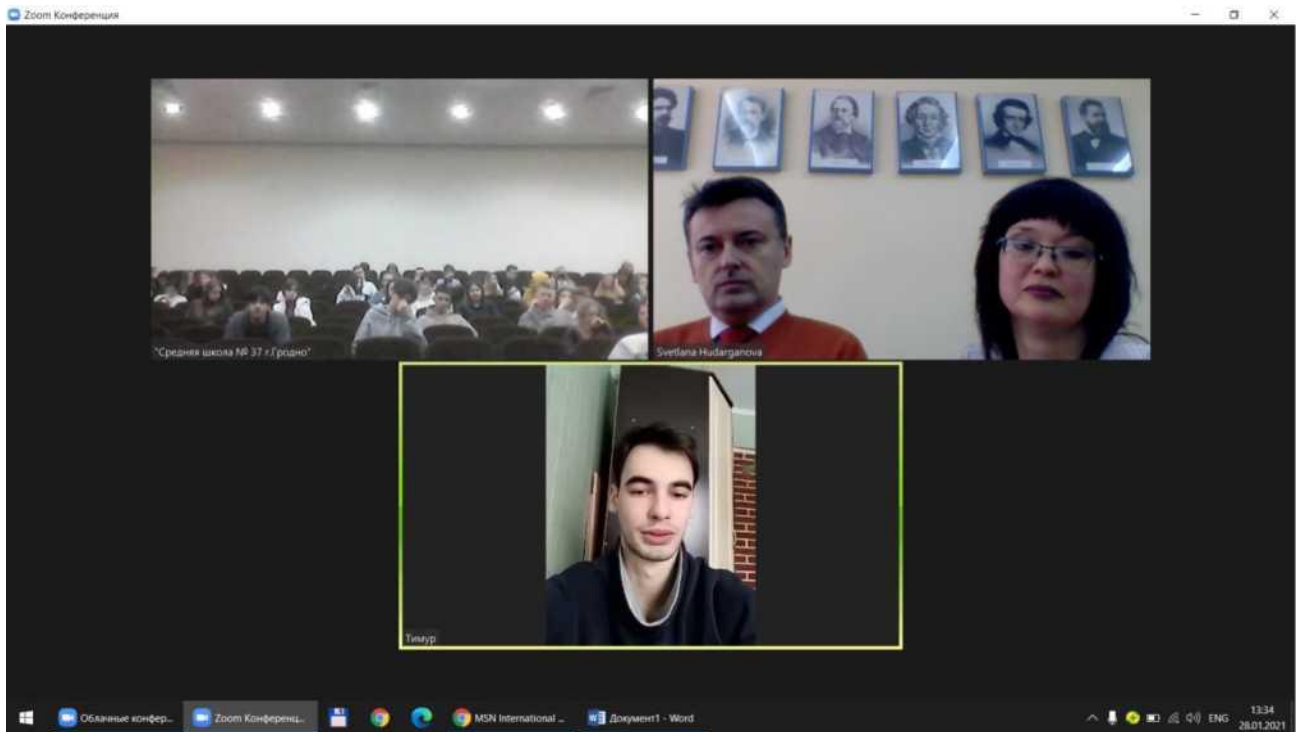 Zoom Конференция
"Средняя школа № 37 г.Гродно"
Svetlana Hudarganova
Тимур
Облачные конфер...
Zoom Конференц...
MSN International ...
Документ1 - Word
ENG
13:34
28.01.2021